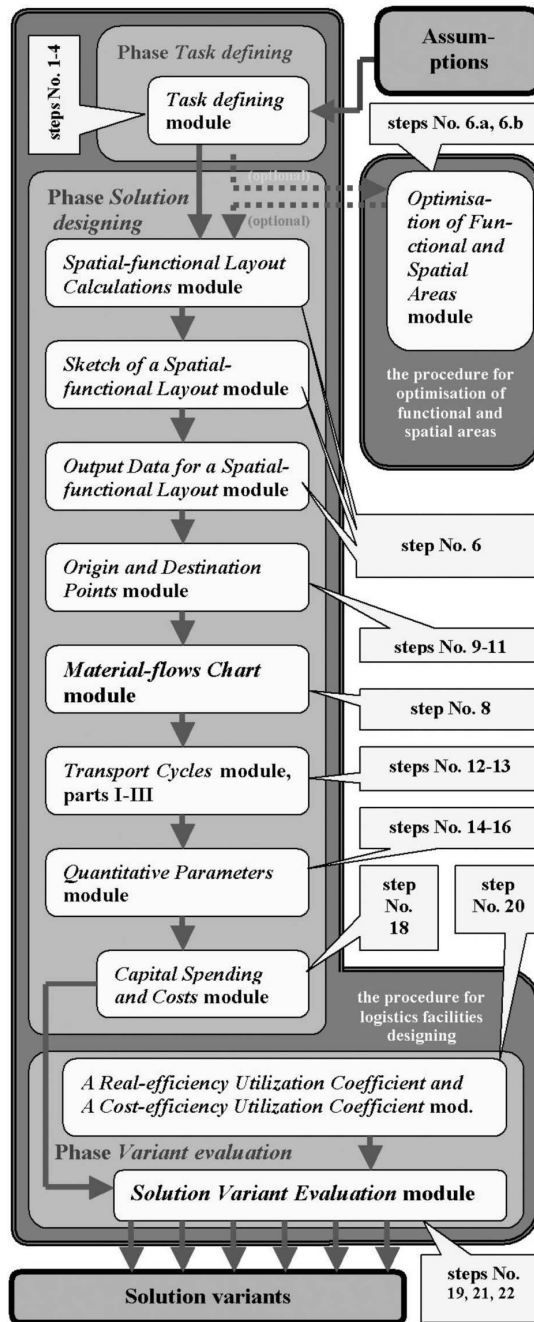 Assum-
ptions
Phase Task defining
steps No. 1-4
Task defining
module
steps No. 6.a, 6.b
(optional)
(optional)
Phase Solution
designing
Optimisa-
tion of Func-
tional and
Spatial
Areas
module
the procedure for
optimisation of
functional and
spatial areas
Spatial-functional Layout
Calculations module
Sketch of a Spatial-
functional Layout module
Output Data for a Spatial-
functional Layout module
step No. 6
Origin and Destination
Points module
steps No. 9-11
Material-flows Chart
module
step No. 8
Transport Cycles module,
parts I-III
steps No. 12-13
steps No. 14-16
Quantitative Parameters
module
step
No.
18
step
No. 20
Capital Spending
and Costs module
the procedure for
logistics facilities
designing
A Real-efficiency Utilization Coefficient and
A Cost-efficiency Utilization Coefficient mod.
Phase Variant evaluation
Solution Variant Evaluation module
steps No.
19, 21, 22
Solution variants